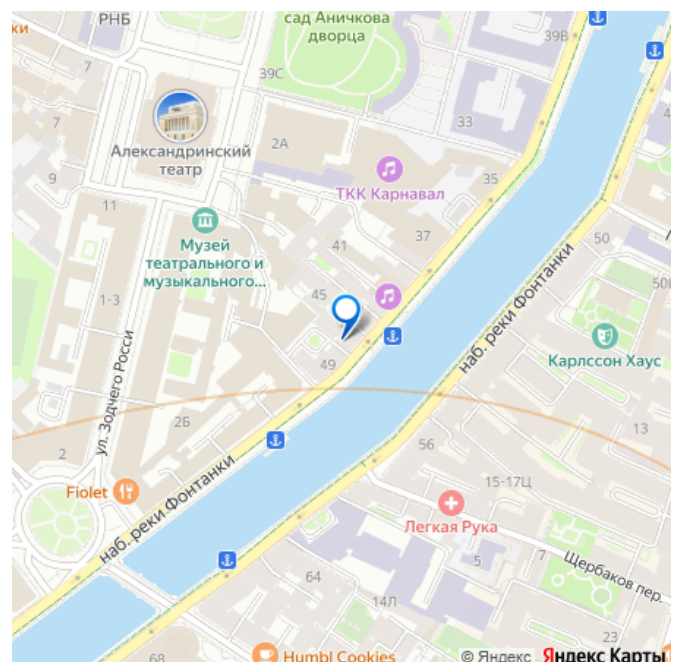 РНБ
сад Аничкова
дворца
39В
ки
7
39С
4
7
33
2А
Александринский
театр
ТКК Карнавал
35
9
11
37
Музей
театрального и
музыкального...
41
50
45
1-3
наб. реки Фонтанки
Карлссон Хаус
49
ул. Зодчего Росси
2Б
13
56
2
наб. реки Фонтанки
15-17Ц
Fiolet
Легкая Рука
5
7
Щербаков пер.
64
14Л
23
68
Humbl Cookies
© Яндекс Яндекс Карты